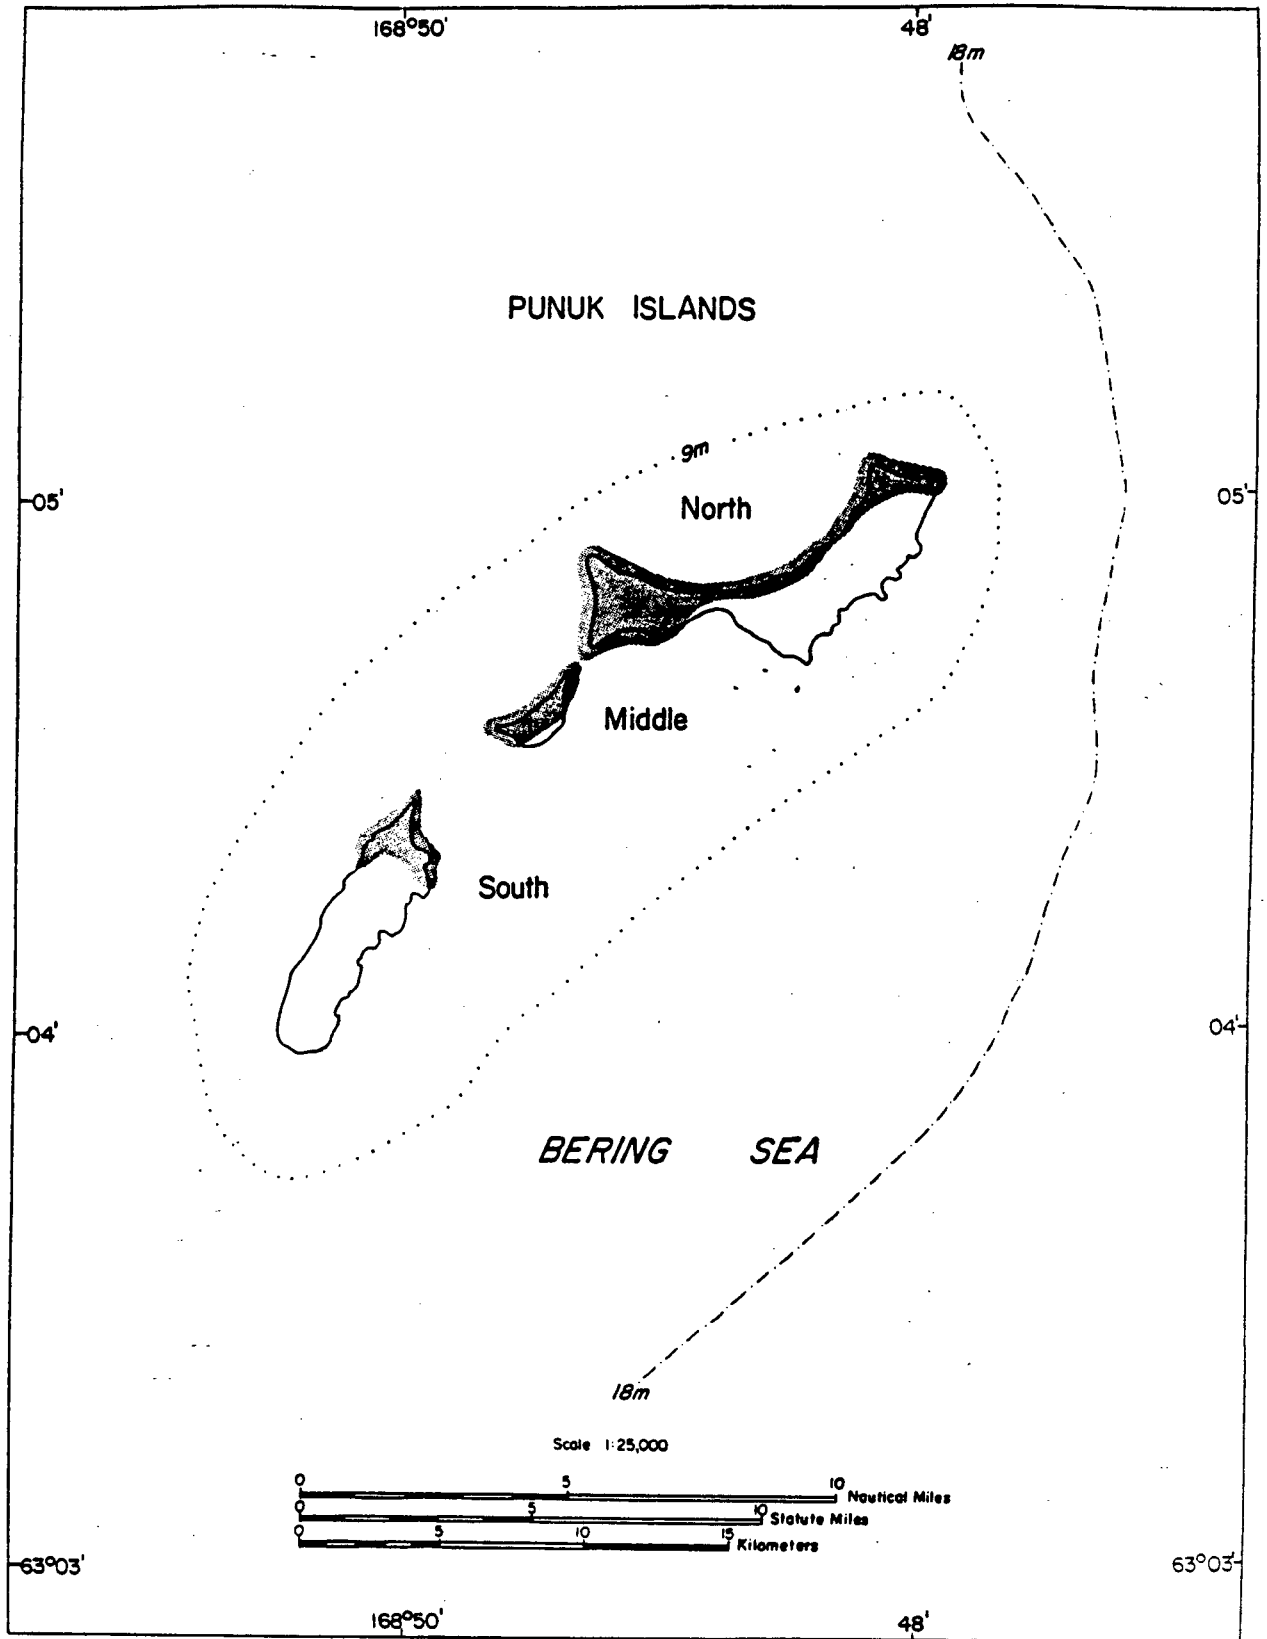 168°50' 48'
18m
PUNUK ISLANDS
9m
05' North 05'
Middle
South
04' 04'
BERING SEA
18m
Scale 1:25,000
0 5 10
Nautical Miles
0 5 10
Statute Miles
0 5 10 15
Kilometers
63°03' 63°03'
168°50' 48'